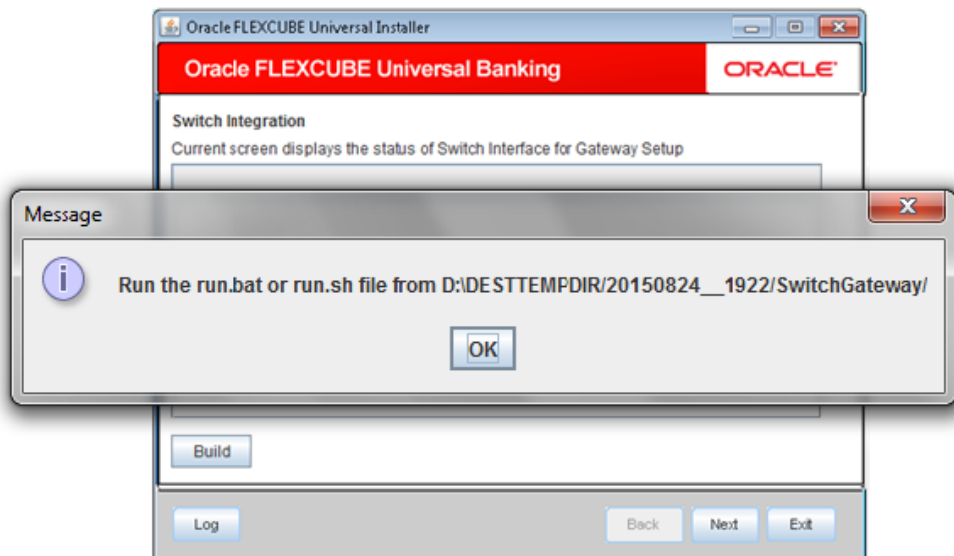 Oracle FLEXCUBE Universal Installer
Oracle FLEXCUBE Universal Banking
ORACLE
Switch Integration
Current screen displays the status of Switch Interface for Gateway Setup
Message
Run the run.bat or run.sh file from D:\DESTTEMPDIR/20150824__1922/SwitchGateway/
OK
Build
Log
Back
Next
Exit